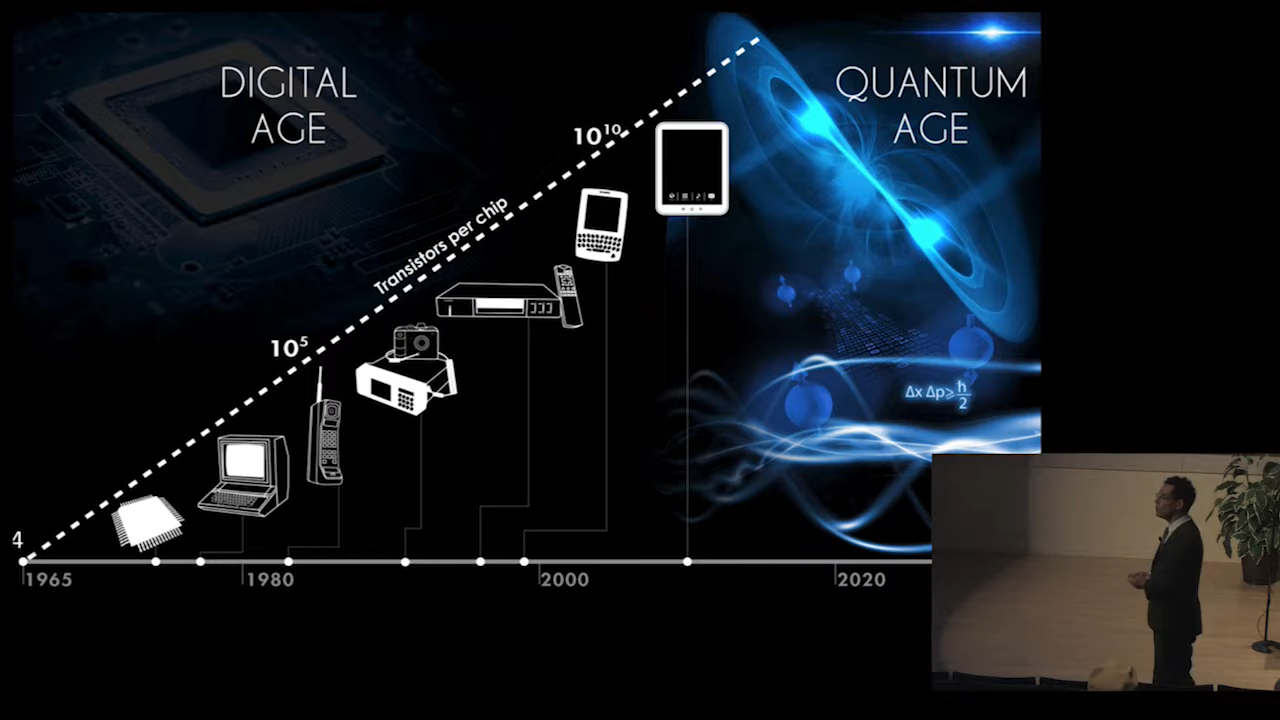 DIGITAL
AGE
QUANTUM
AGE
10¹⁰
Transistors per chip
10⁵
Δx Δp≥ħ/2
4
1965
1980
2000
2020